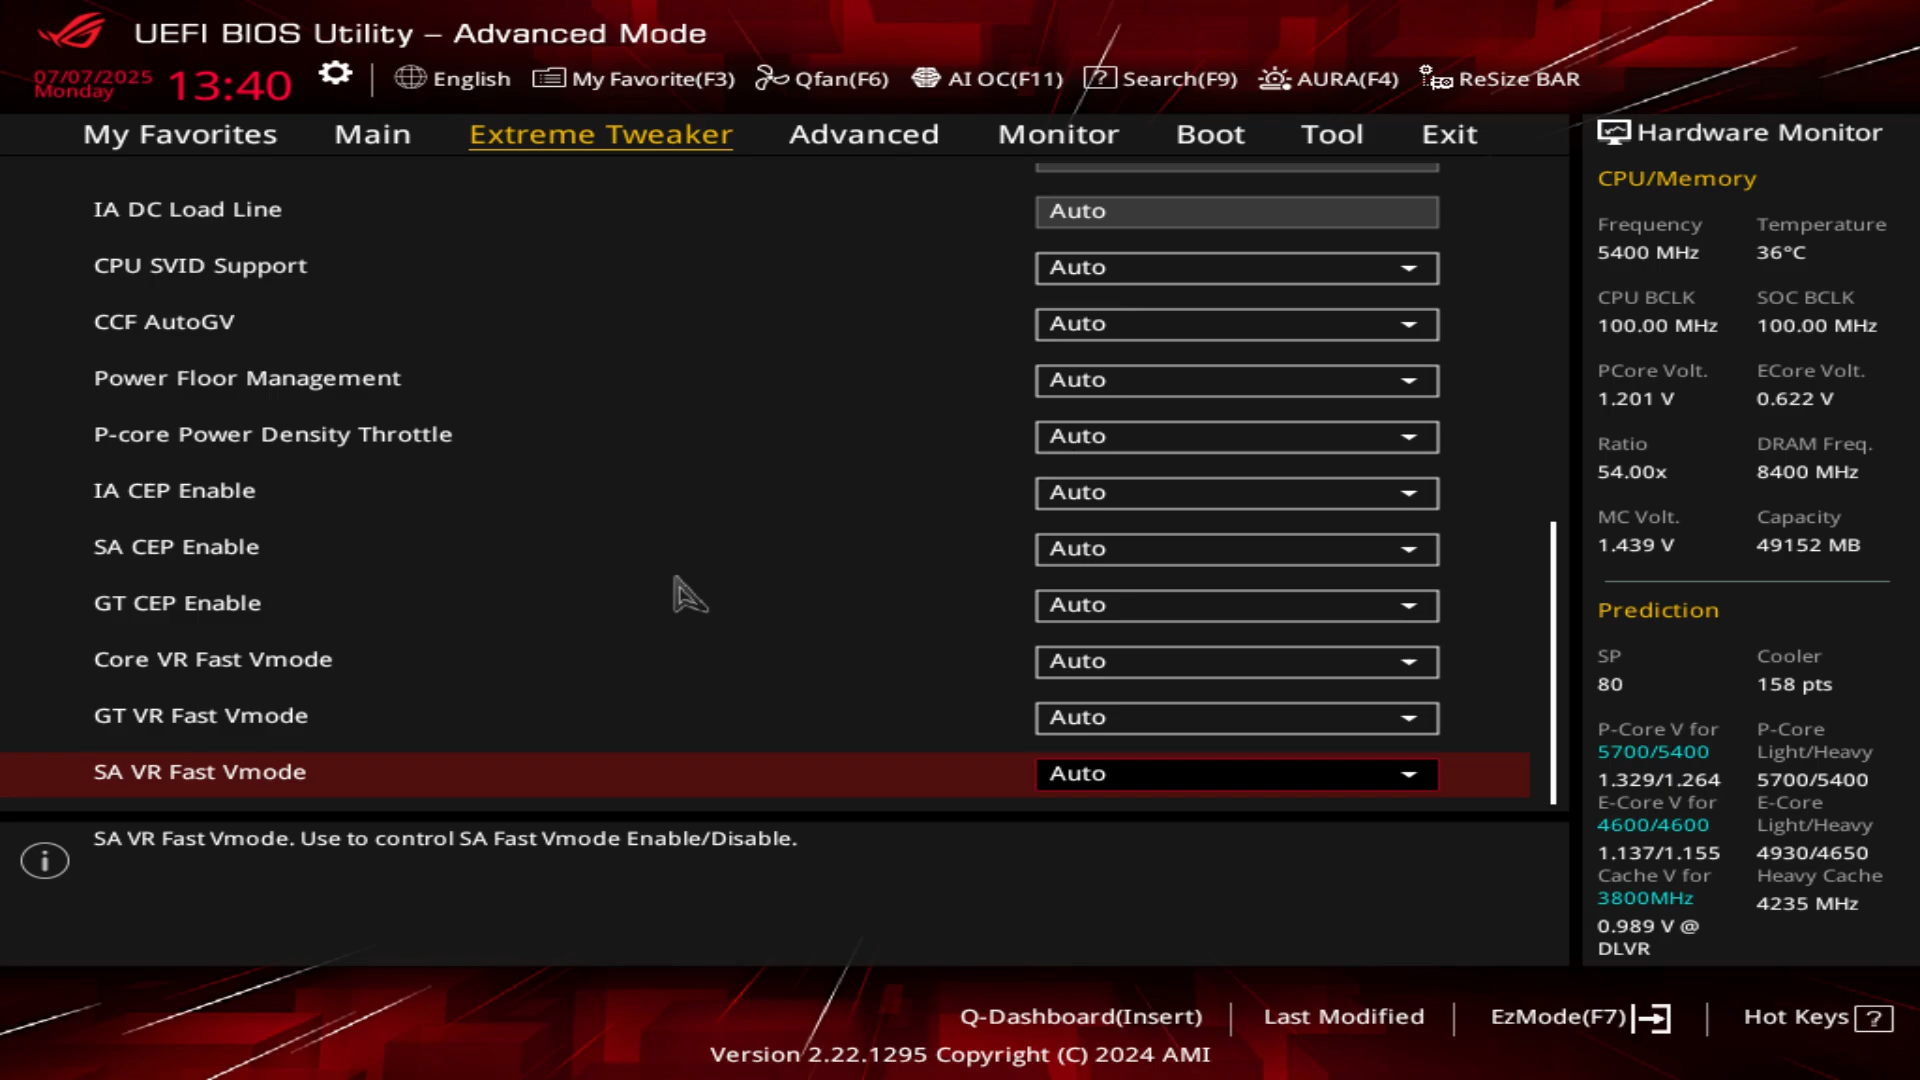 UEFI BIOS Utility – Advanced Mode
07/07/2025
Monday
13:40
English
My Favorite(F3)
Qfan(F6)
AI OC(F11)
? Search(F9)
AURA(F4)
ReSize BAR
My Favorites
Main
Extreme Tweaker
Advanced
Monitor
Boot
Tool
Exit
IA DC Load Line Auto
CPU SVID Support Auto
CCF AutoGV Auto
Power Floor Management Auto
P-core Power Density Throttle Auto
IA CEP Enable Auto
SA CEP Enable Auto
GT CEP Enable Auto
Core VR Fast Vmode Auto
GT VR Fast Vmode Auto
SA VR Fast Vmode Auto
i SA VR Fast Vmode. Use to control SA Fast Vmode Enable/Disable.
Hardware Monitor
CPU/Memory
Frequency Temperature
5400 MHz 36°C
CPU BCLK SOC BCLK
100.00 MHz 100.00 MHz
PCore Volt. ECore Volt.
1.201 V 0.622 V
Ratio DRAM Freq.
54.00x 8400 MHz
MC Volt. Capacity
1.439 V 49152 MB
Prediction
SP Cooler
80 158 pts
P-Core V for P-Core
5700/5400 Light/Heavy
1.329/1.264 5700/5400
E-Core V for E-Core
4600/4600 Light/Heavy
1.137/1.155 4930/4650
Cache V for Heavy Cache
3800MHz 4235 MHz
0.989 V @
DLVR
Q-Dashboard(Insert)
Last Modified
EzMode(F7)
Hot Keys ?
Version 2.22.1295 Copyright (C) 2024 AMI